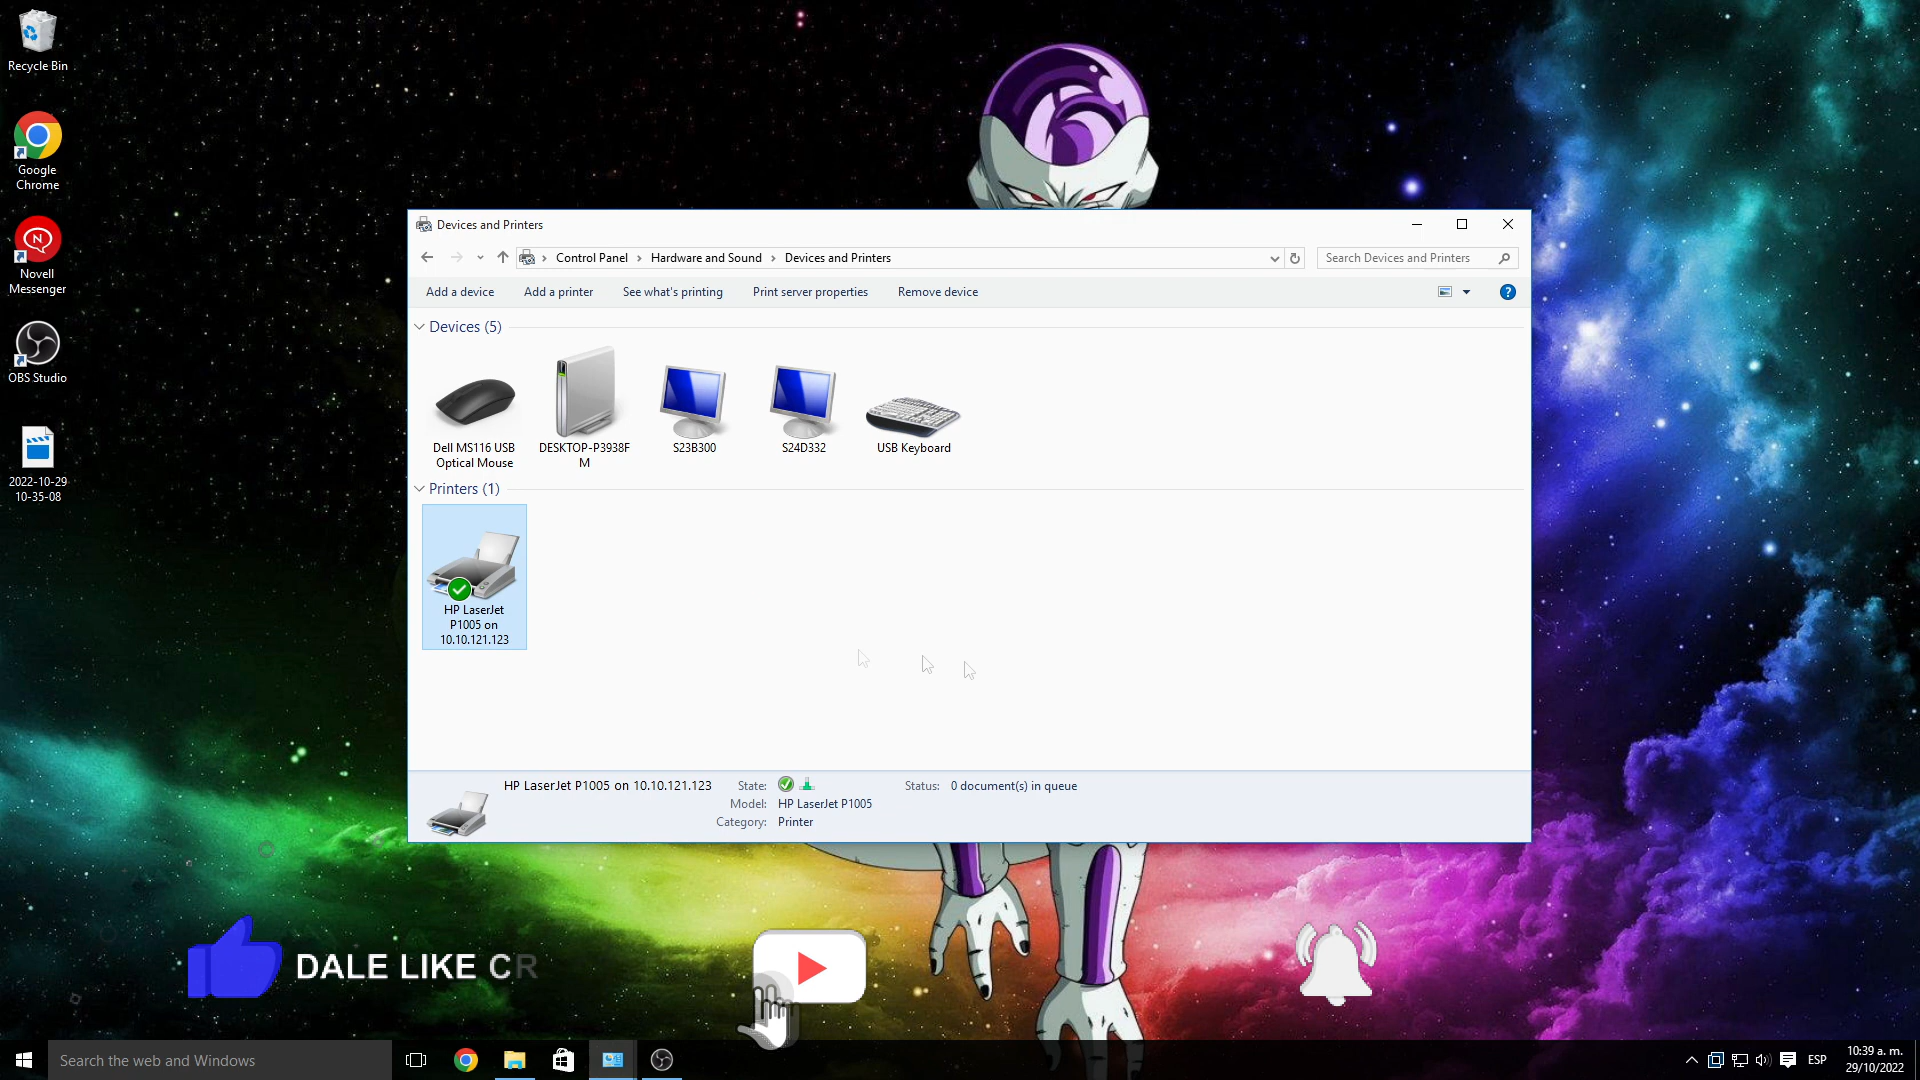 Recycle Bin
Google
Chrome
Novell
Messenger
OBS Studio
2022-10-29
10-35-08
Devices and Printers
Control Panel
Hardware and Sound
Devices and Printers
Search Devices and Printers
Add a device
Add a printer
See what's printing
Print server properties
Remove device
?
Devices (5)
Dell MS116 USB
Optical Mouse
DESKTOP-P3938F
M
S23B300
S24D332
USB Keyboard
Printers (1)
HP LaserJet
P1005 on
10.10.121.123
HP LaserJet P1005 on 10.10.121.123
State:
Status: 0 document(s) in queue
Model: HP LaserJet P1005
Category: Printer
DALE LIKE CR
Search the web and Windows
ESP
10:39 a. m.
29/10/2022